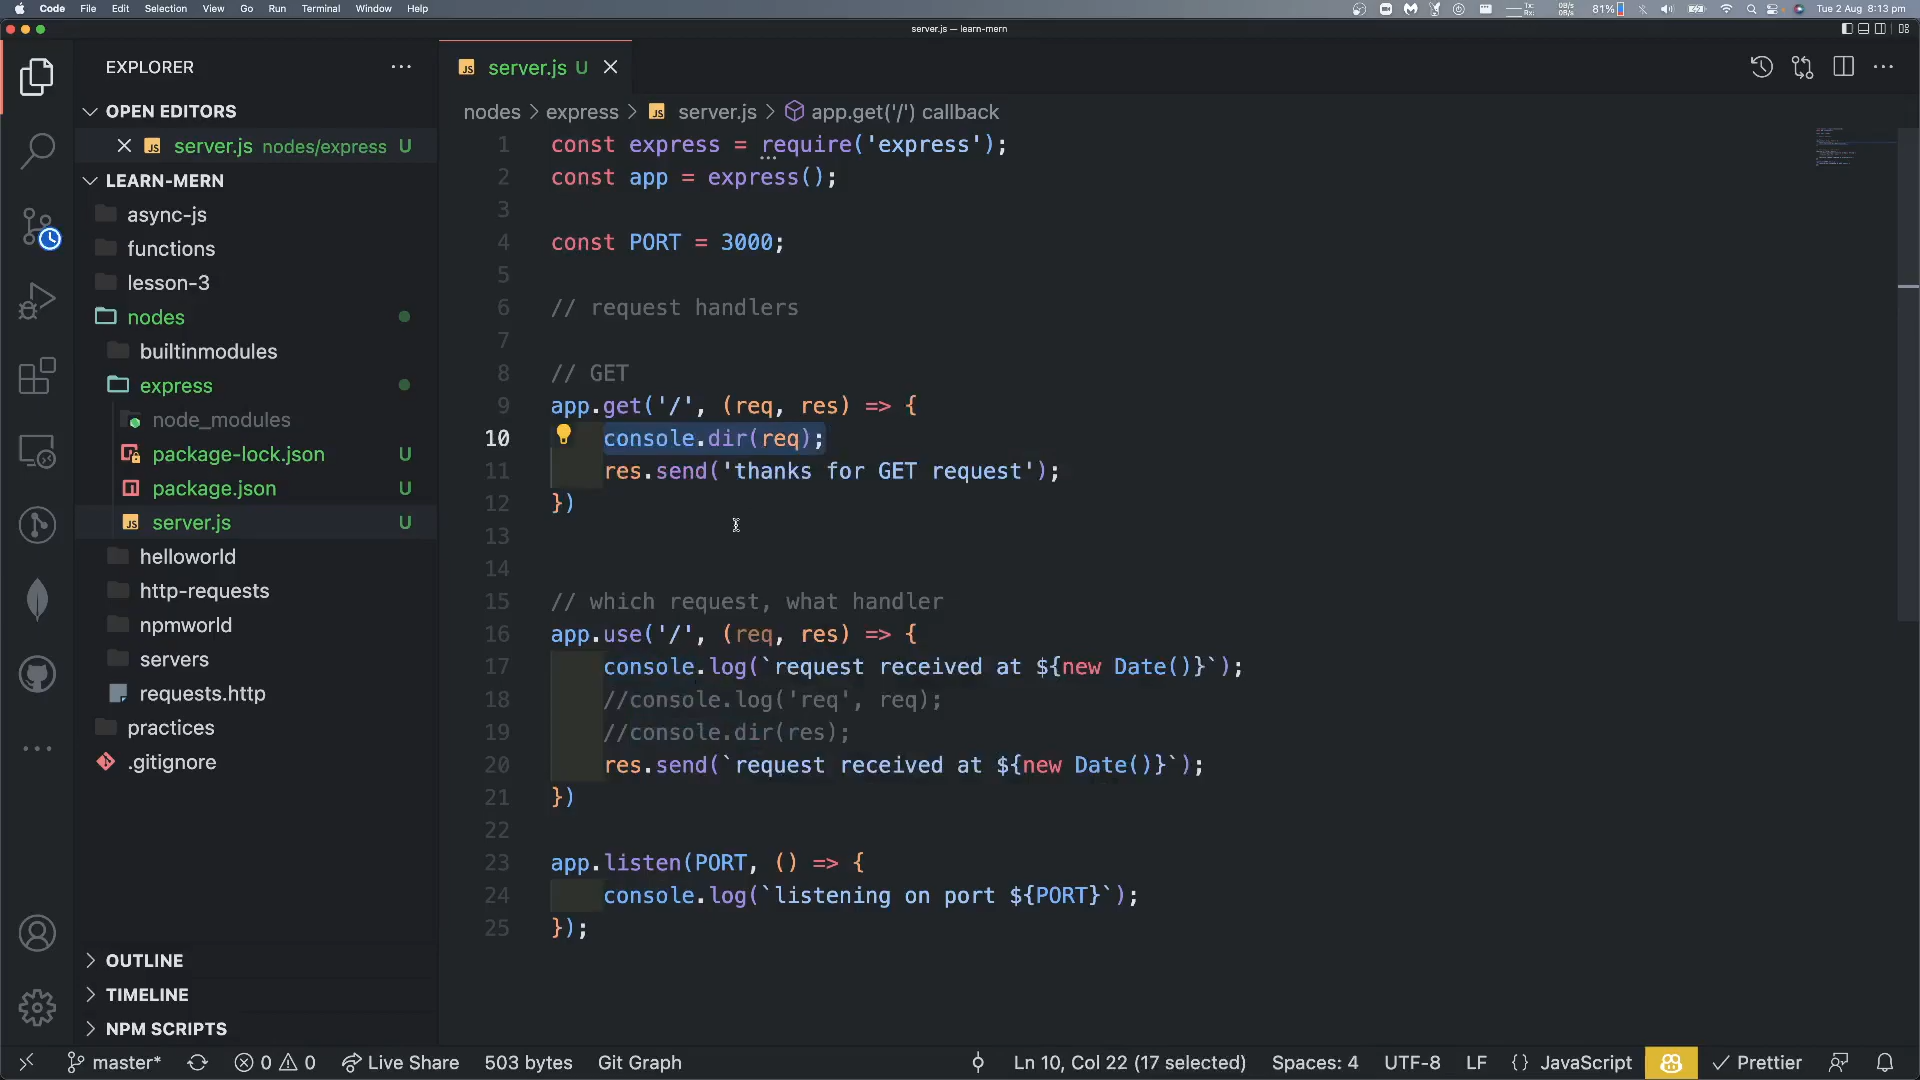 Code File Edit Selection View Go Run Terminal Window Help
81% Tue 2 Aug 8:13 pm
server.js — learn-mern
EXPLORER
OPEN EDITORS
server.js nodes/express U
LEARN-MERN
async-js
functions
lesson-3
nodes
builtinmodules
express
node_modules
package-lock.json U
package.json U
server.js U
helloworld
http-requests
npmworld
servers
requests.http
practices
.gitignore
OUTLINE
TIMELINE
NPM SCRIPTS
server.js U
nodes > express > server.js > app.get('/') callback
1 const express = require('express');
2 const app = express();
3
4 const PORT = 3000;
5
6 // request handlers
7
8 // GET
9 app.get('/', (req, res) => {
10 console.dir(req);
11 res.send('thanks for GET request');
12 })
13
14
15 // which request, what handler
16 app.use('/', (req, res) => {
17 console.log(`request received at ${new Date()}`);
18 //console.log('req', req);
19 //console.dir(res);
20 res.send(`request received at ${new Date()}`);
21 })
22
23 app.listen(PORT, () => {
24 console.log(`listening on port ${PORT}`);
25 });
master* 0 0 Live Share 503 bytes Git Graph Ln 10, Col 22 (17 selected) Spaces: 4 UTF-8 LF {} JavaScript Prettier